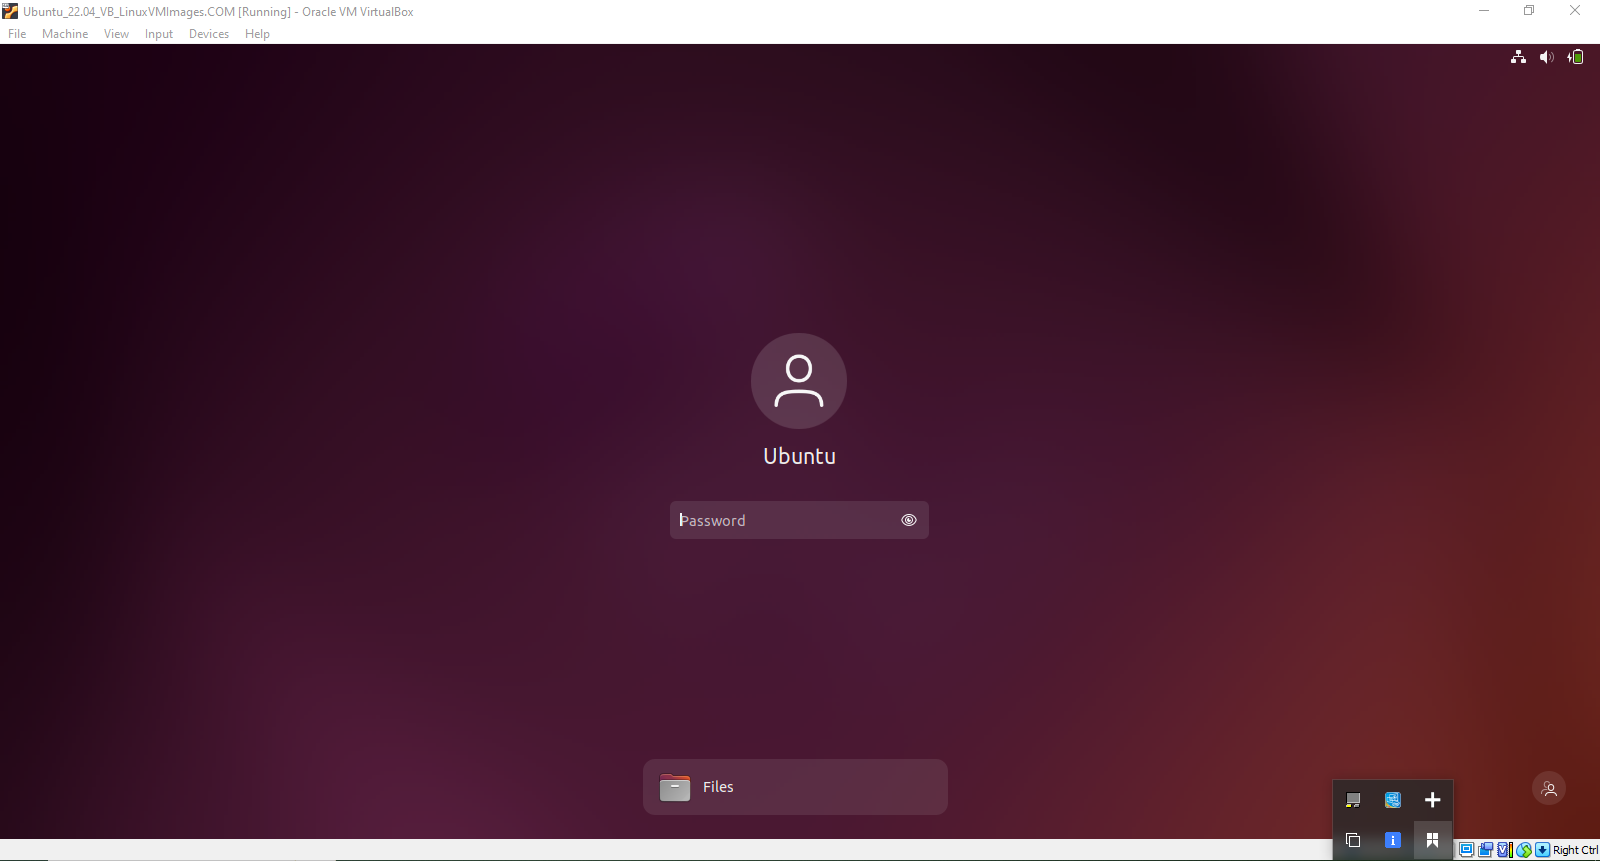 Ubuntu_22.04_VB_LinuxVMImages.COM [Running] - Oracle VM VirtualBox
File Machine View Input Devices Help
Ubuntu
Password
Files
Right Ctrl